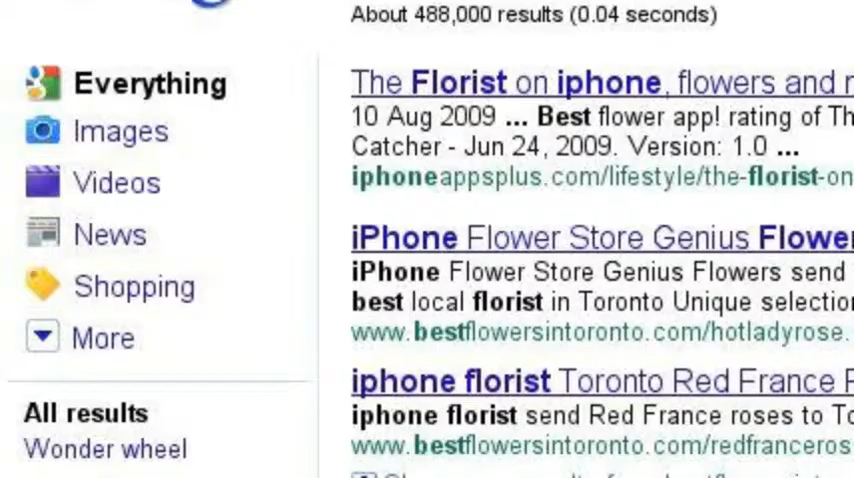 About 488,000 results (0.04 seconds)
Everything
Images
Videos
News
Shopping
More
All results
Wonder wheel
The Florist on iphone, flowers and
10 Aug 2009 ... Best flower app! rating of Th
Catcher - Jun 24, 2009. Version: 1.0 ...
iphoneappsplus.com/lifestyle/the-florist-on
iPhone Flower Store Genius Flower
iPhone Flower Store Genius Flowers send
best local florist in Toronto Unique selectio
www.bestflowersintoronto.com/hotladyrose.
iphone florist Toronto Red France
iphone florist send Red France roses to To
www.bestflowersintoronto.com/redfranceros